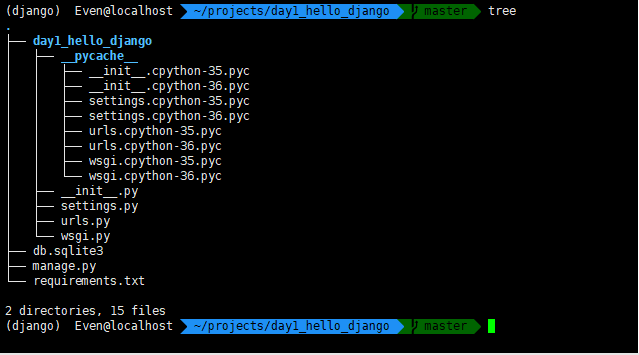 (django) Even@localhost ~/projects/day1_hello_django master tree
.
├── day1_hello_django
│   ├── __pycache__
│   │   ├── __init__.cpython-35.pyc
│   │   ├── __init__.cpython-36.pyc
│   │   ├── settings.cpython-35.pyc
│   │   ├── settings.cpython-36.pyc
│   │   ├── urls.cpython-35.pyc
│   │   ├── urls.cpython-36.pyc
│   │   ├── wsgi.cpython-35.pyc
│   │   └── wsgi.cpython-36.pyc
│   ├── __init__.py
│   ├── settings.py
│   ├── urls.py
│   └── wsgi.py
├── db.sqlite3
├── manage.py
└── requirements.txt

2 directories, 15 files
(django) Even@localhost ~/projects/day1_hello_django master